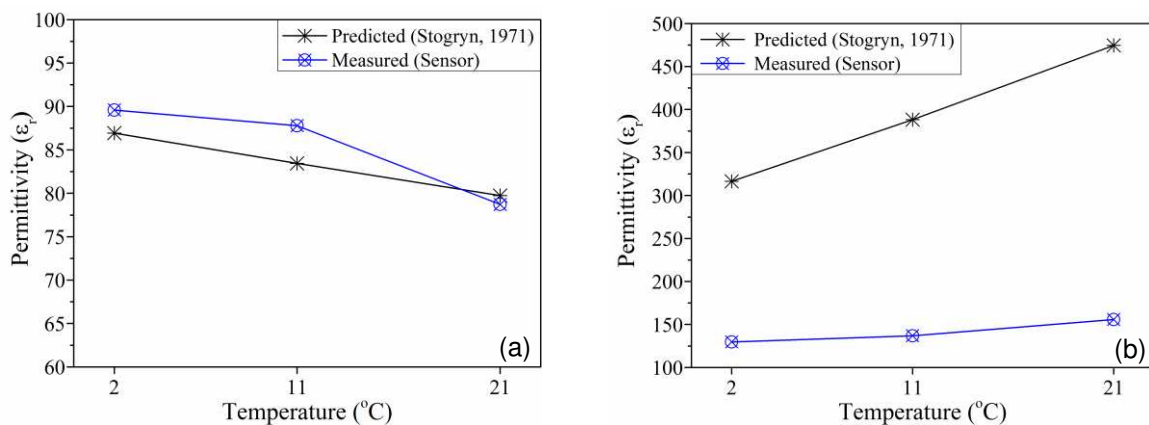 100
95
90
85
80
75
70
65
60
Permittivity (εr)
Predicted (Stogryn, 1971)
Measured (Sensor)
(a)
2 11 21
Temperature (°C)
500
450
400
350
300
250
200
150
100
Permittivity (εr)
Predicted (Stogryn, 1971)
Measured (Sensor)
(b)
2 11 21
Temperature (°C)